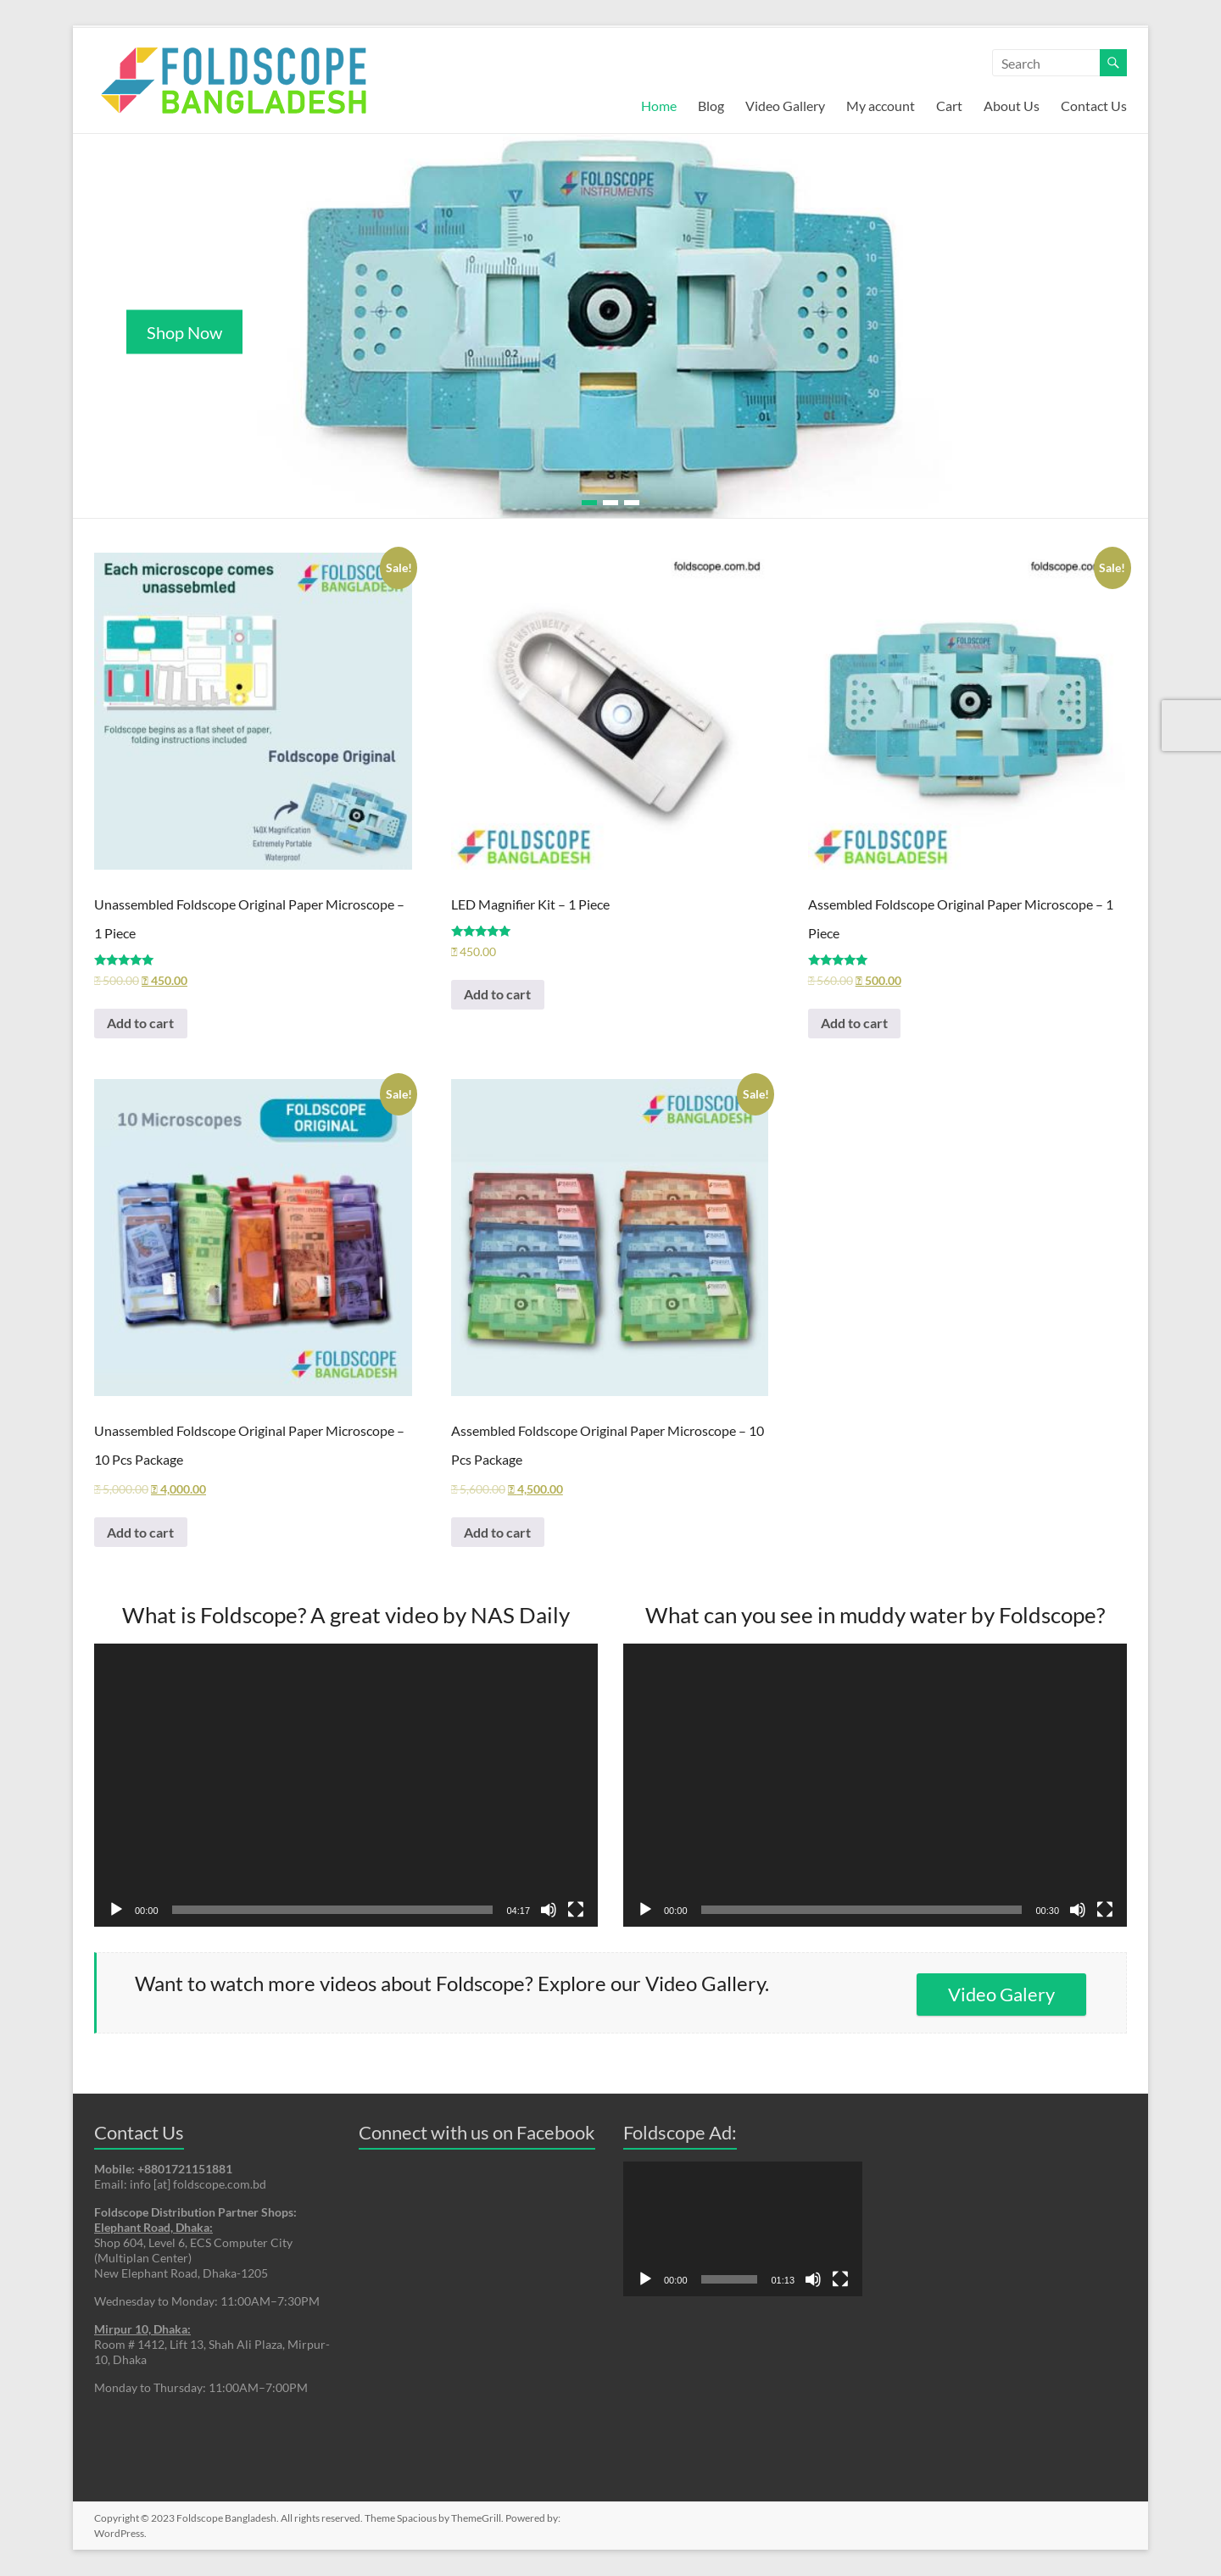 FOLDSCOPE
BANGLADESH
Search
Home Blog Video Gallery My account Cart About Us Contact Us
FOLDSCOPE
INSTRUMENTS
Shop Now
Each microscope comes
unassebmled
Sale!
Foldscope begins as a flat sheet of paper,
folding instructions included
Foldscope Original
140X Magnification
Extremely Portable
Waterproof
foldscope.com.bd
FOLDSCOPE INSTRUMENTS
FOLDSCOPE
BANGLADESH
Sale!
FOLDSCOPE
BANGLADESH
Unassembled Foldscope Original Paper Microscope –
1 Piece
500.00 450.00
Add to cart
LED Magnifier Kit – 1 Piece
450.00
Add to cart
Assembled Foldscope Original Paper Microscope – 1
Piece
560.00 500.00
Add to cart
10 Microscopes
FOLDSCOPE
ORIGINAL
Sale!
FOLDSCOPE
BANGLADESH
Sale!
BANGLADESH
Unassembled Foldscope Original Paper Microscope –
10 Pcs Package
5,000.00 4,000.00
Add to cart
Assembled Foldscope Original Paper Microscope – 10
Pcs Package
5,600.00 4,500.00
Add to cart
What is Foldscope? A great video by NAS Daily
00:00 04:17
What can you see in muddy water by Foldscope?
00:00 00:30
Want to watch more videos about Foldscope? Explore our Video Gallery.
Video Galery
Contact Us
Mobile: +8801721151881
Email: info [at] foldscope.com.bd
Foldscope Distribution Partner Shops:
Elephant Road, Dhaka:
Shop 604, Level 6, ECS Computer City
(Multiplan Center)
New Elephant Road, Dhaka-1205
Wednesday to Monday: 11:00AM–7:30PM
Mirpur 10, Dhaka:
Room # 1412, Lift 13, Shah Ali Plaza, Mirpur-
10, Dhaka
Monday to Thursday: 11:00AM–7:00PM
Connect with us on Facebook
Foldscope Ad:
00:00 01:13
Copyright © 2023 Foldscope Bangladesh. All rights reserved. Theme Spacious by ThemeGrill. Powered by:
WordPress.